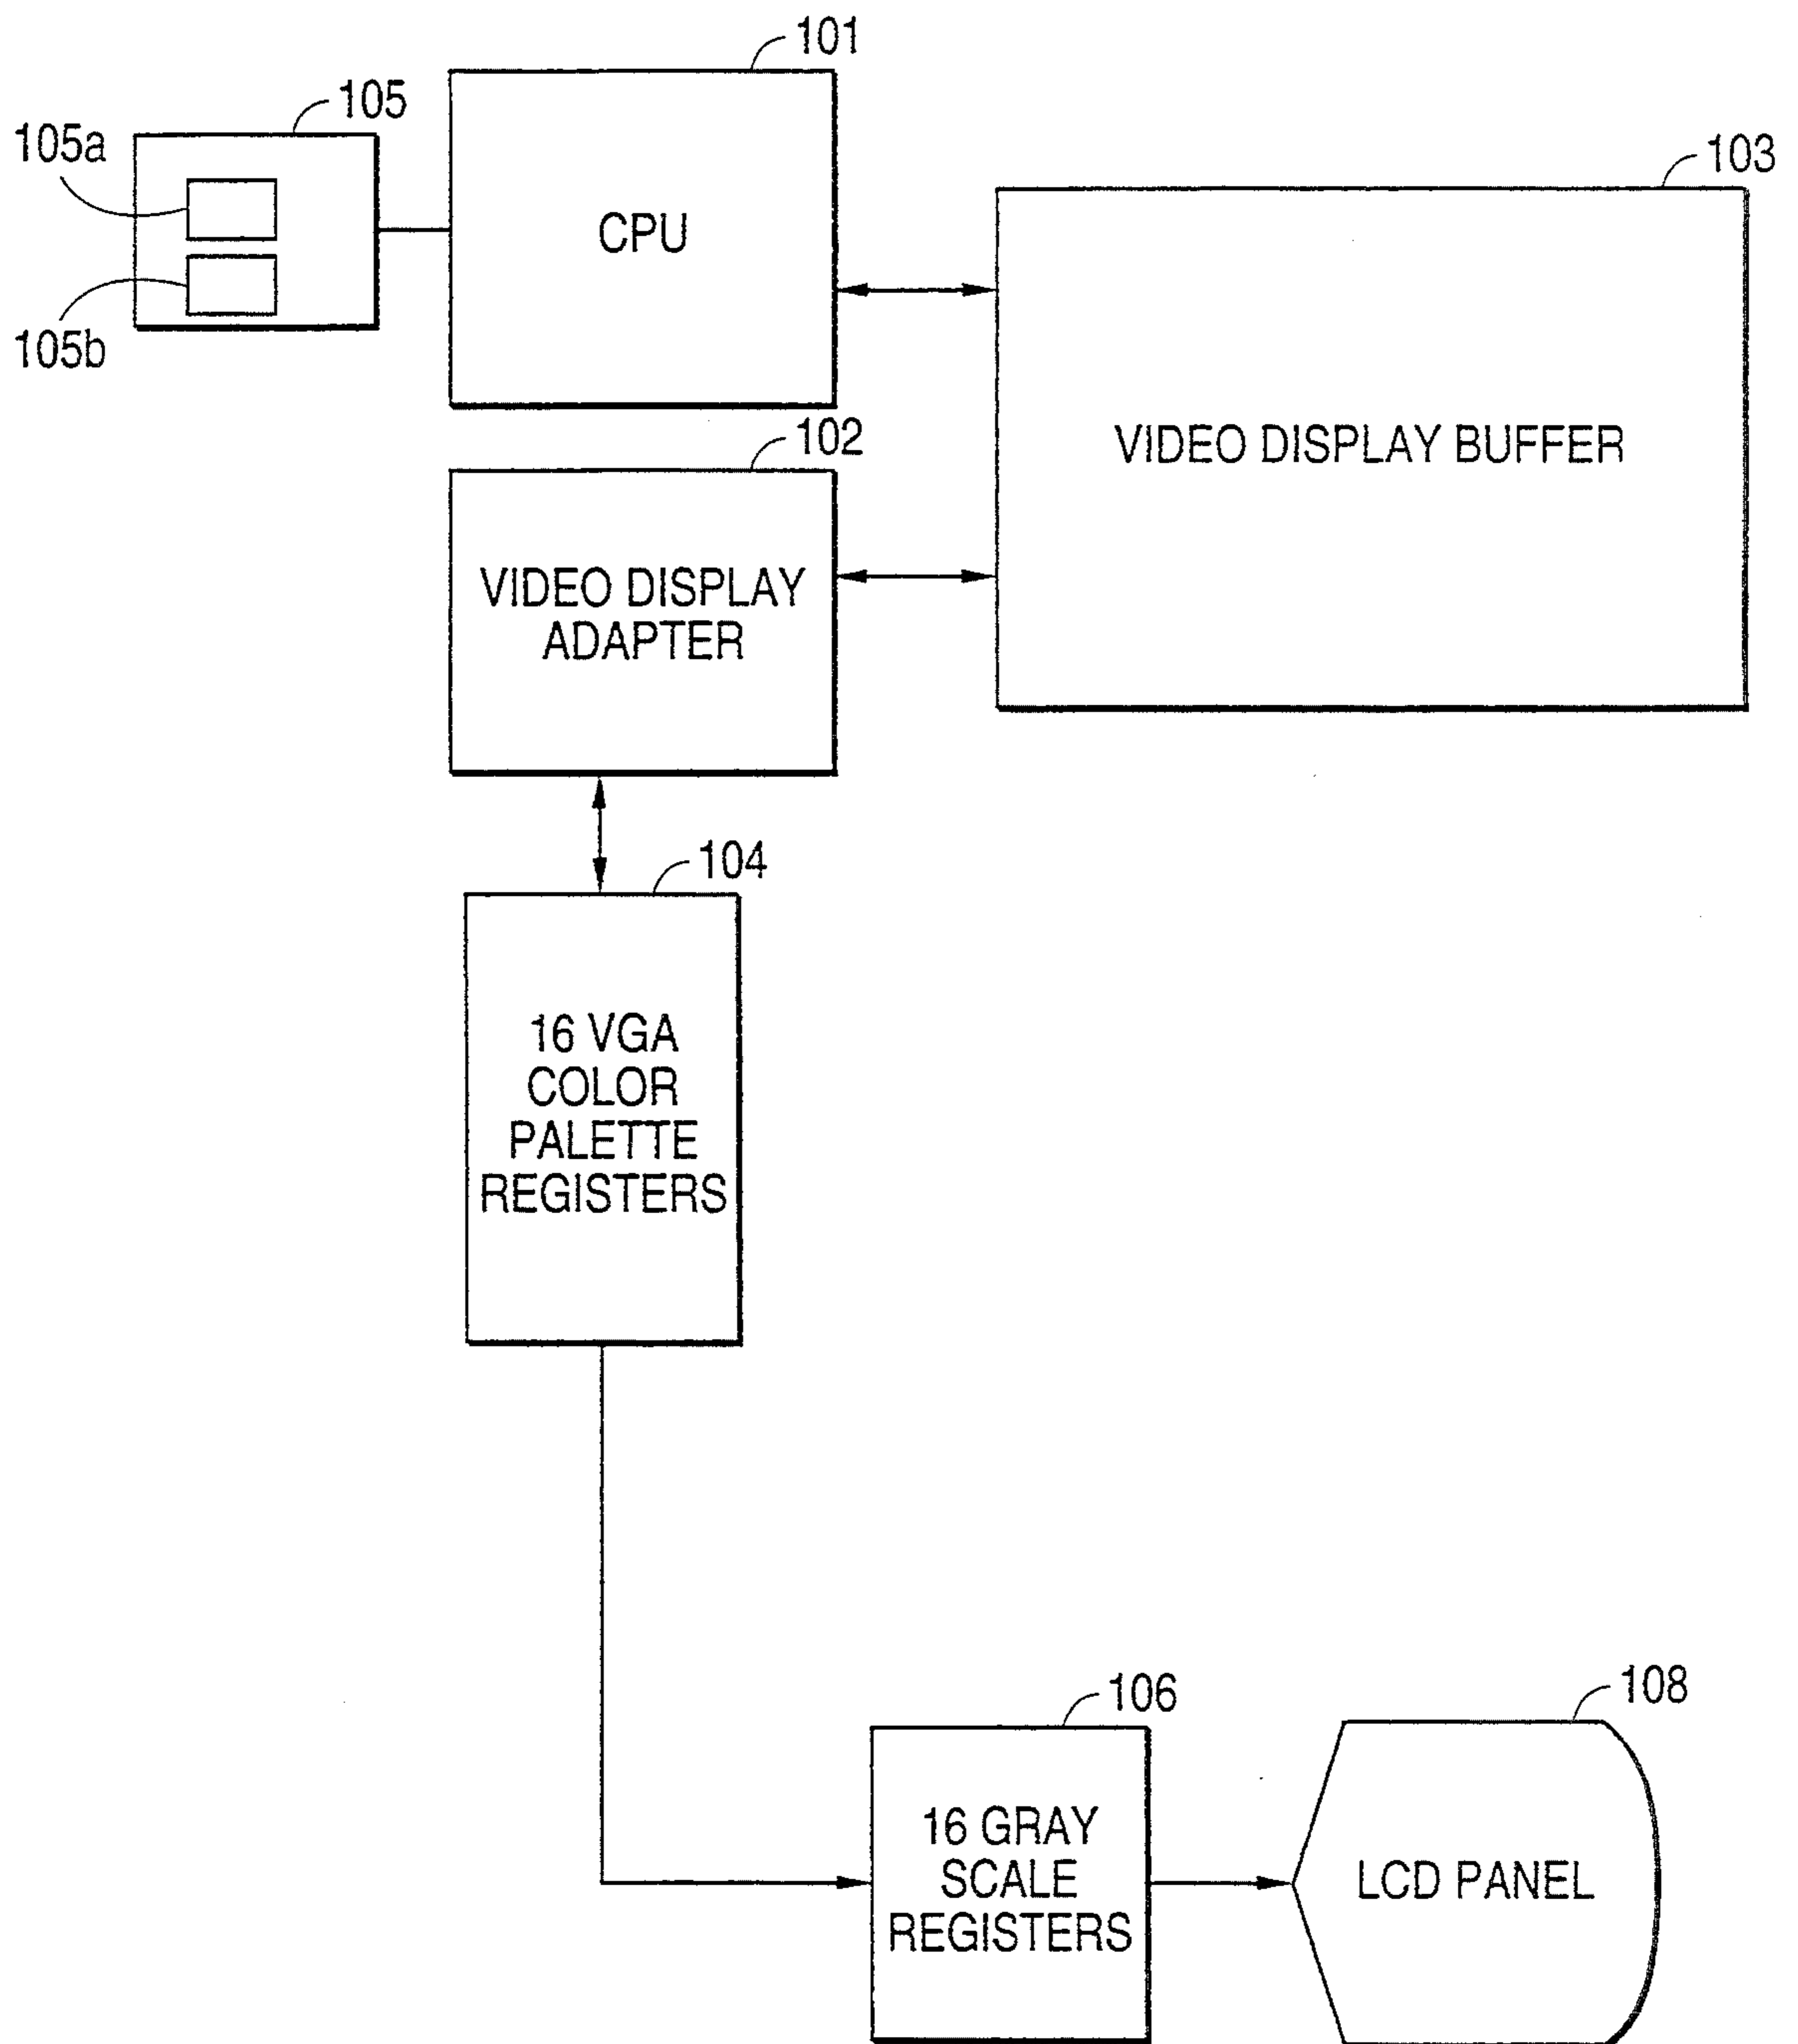 101
105
105a
103
CPU
105b
102
VIDEO DISPLAY BUFFER
VIDEO DISPLAY
ADAPTER
104
16 VGA
COLOR
PALETTE
REGISTERS
106
108
16 GRAY
SCALE
REGISTERS
LCD PANEL